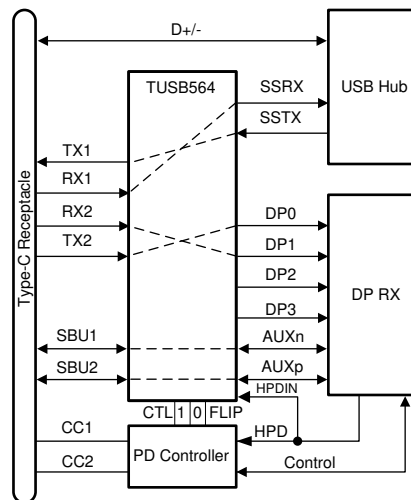 D+/-
TUSB564
USB Hub
SSRX
SSTX
TX1
RX1
RX2
TX2
Type-C Receptacle
DP0
DP1
DP2
DP3
DP RX
SBU1
AUXn
SBU2
AUXp
HPDIN
CTL 1 0 FLIP
CC1
HPD
PD Controller
CC2
Control